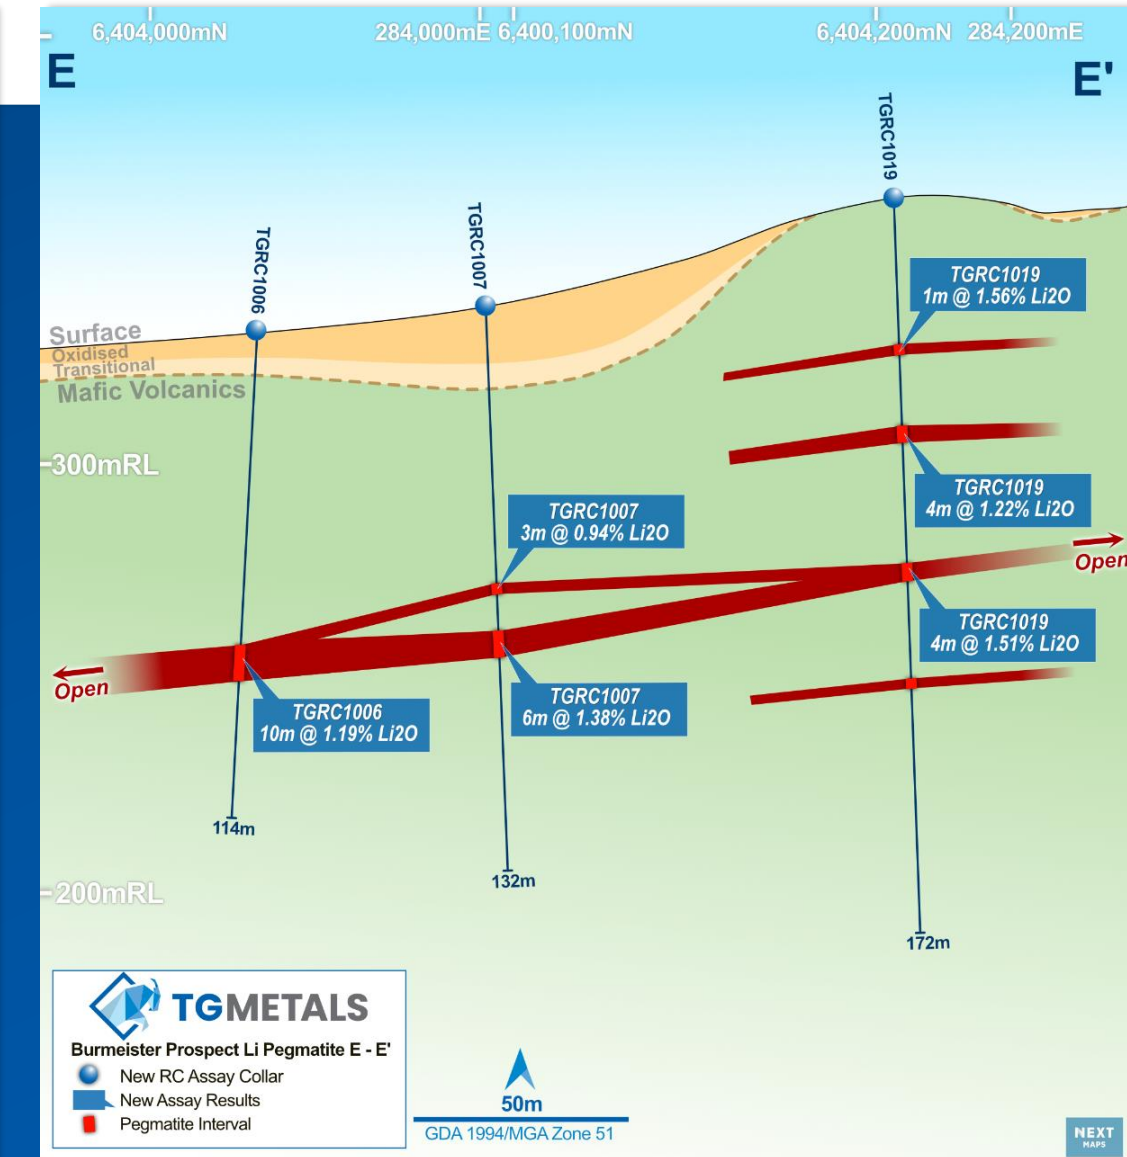 6,404,000mN
284,000mE 6,400,100mN
6,404,200mN 284,200mE
E
E'
TGRC1019
TGRC1007
TGRC1006
TGRC1019
1m @ 1.56% Li2O
Surface
Oxidised
Transitional
Mafic Volcanics
300mRL
TGRC1019
4m @ 1.22% Li2O
TGRC1007
3m @ 0.94% Li2O
Open
TGRC1019
4m @ 1.51% Li2O
Open
TGRC1007
6m @ 1.38% Li2O
TGRC1006
10m @ 1.19% Li2O
114m
132m
200mRL
172m
TGMETALS
Burmeister Prospect Li Pegmatite E - E'
New RC Assay Collar
New Assay Results
Pegmatite Interval
50m
GDA 1994/MGA Zone 51
NEXT
MAPS